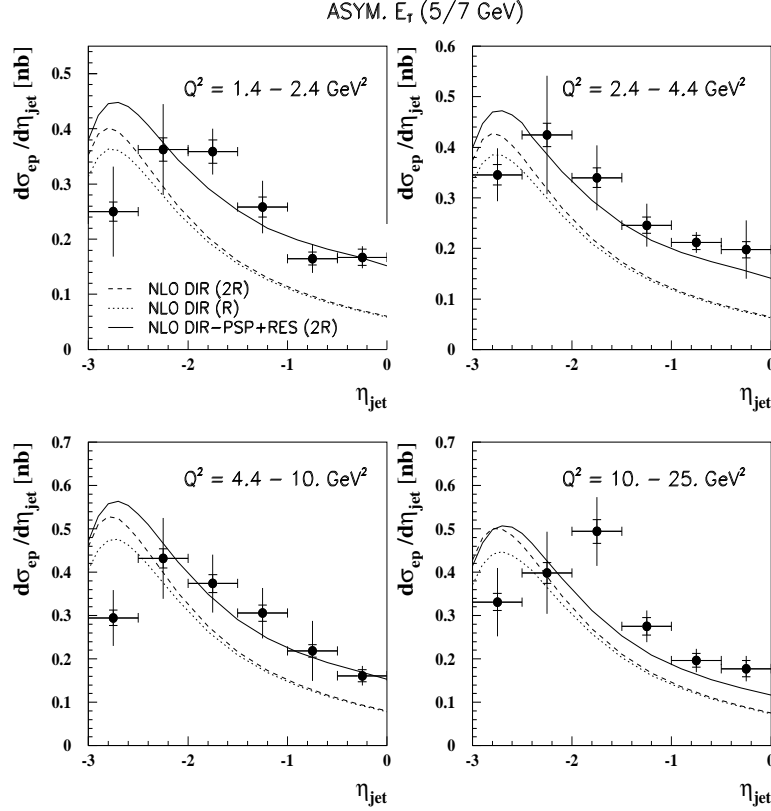 ASYM. E_T (5/7 GeV)
dσ_ep/dη_jet [nb]
Q² = 1.4 – 2.4 GeV²
0.5
0.4
0.3
0.2
0.1
0
NLO DIR (2R)
NLO DIR (R)
NLO DIR–PSP+RES (2R)
-3 -2 -1 0
η_jet
dσ_ep/dη_jet [nb]
Q² = 2.4 – 4.4 GeV²
0.6
0.5
0.4
0.3
0.2
0.1
0
-3 -2 -1 0
η_jet
dσ_ep/dη_jet [nb]
Q² = 4.4 – 10. GeV²
0.7
0.6
0.5
0.4
0.3
0.2
0.1
0
-3 -2 -1 0
η_jet
dσ_ep/dη_jet [nb]
Q² = 10. – 25. GeV²
0.7
0.6
0.5
0.4
0.3
0.2
0.1
0
-3 -2 -1 0
η_jet